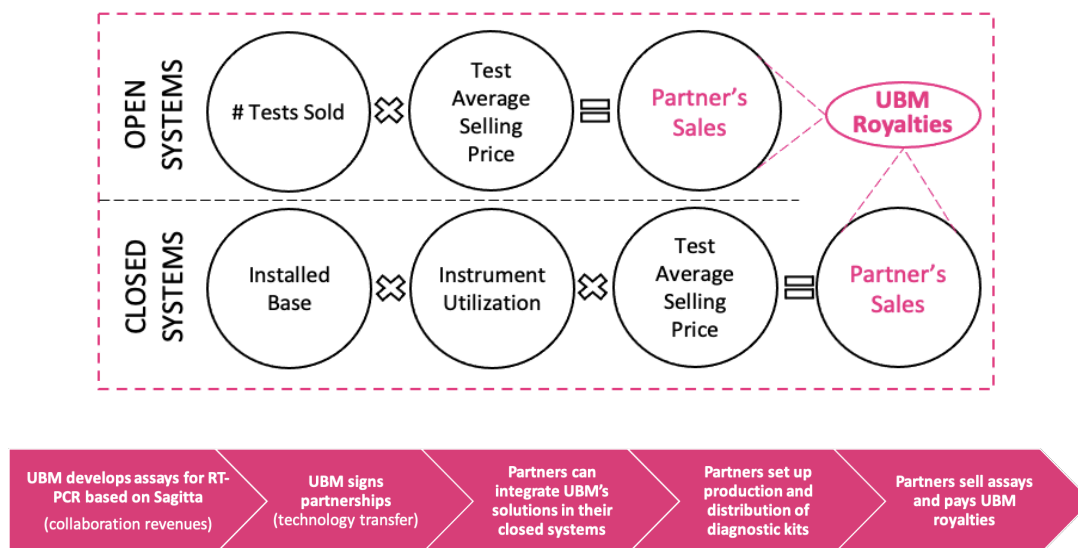 OPEN
SYSTEMS
# Tests Sold
Test
Average
Selling
Price
Partner's
Sales
UBM
Royalties
CLOSED
SYSTEMS
Installed
Base
Instrument
Utilization
Test
Average
Selling
Price
Partner's
Sales
UBM develops assays for RT-
PCR based on Sagitta
(collaboration revenues)
UBM signs
partnerships
(technology transfer)
Partners can
integrate UBM's
solutions in their
closed systems
Partners set up
production and
distribution of
diagnostic kits
Partners sell assays
and pays UBM
royalties